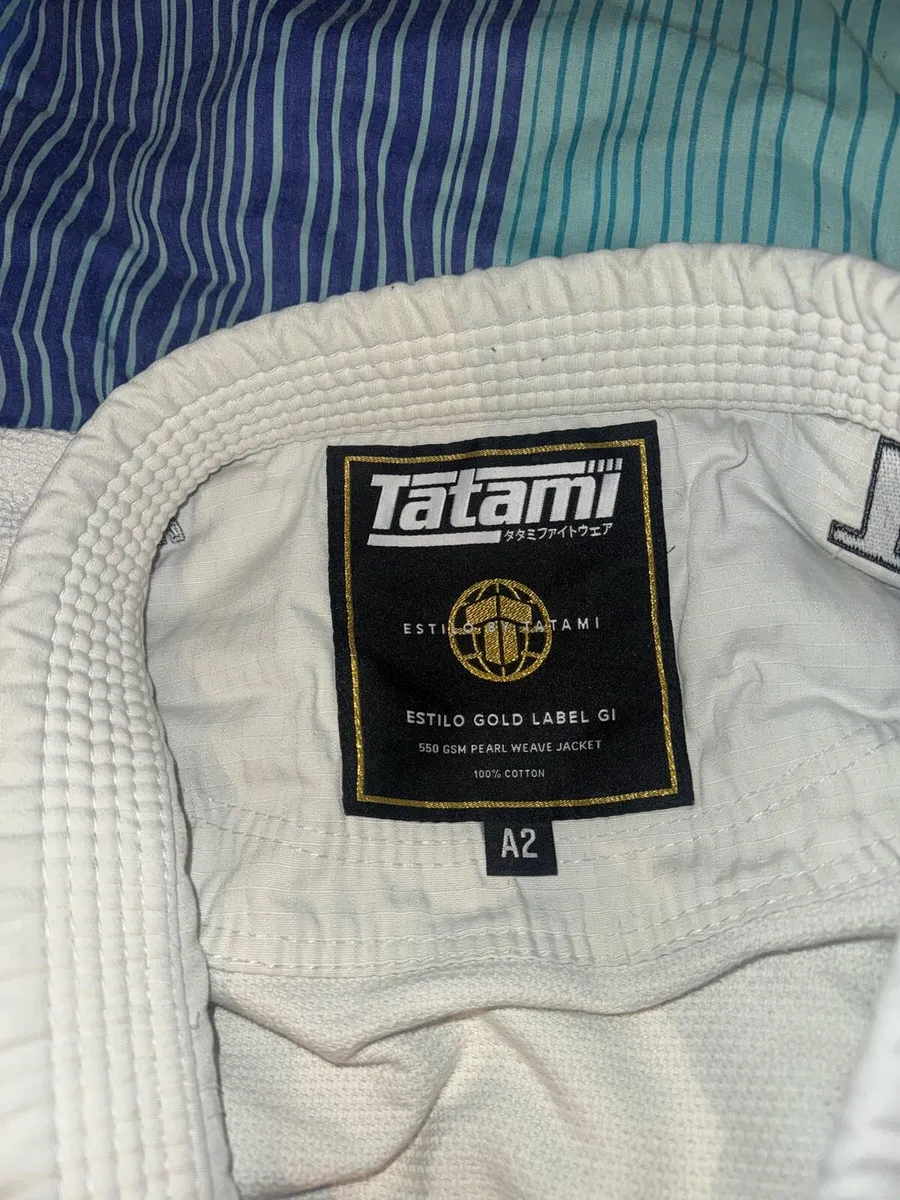 Tatami
タタミファイトウェア
ESTILO BY TATAMI
ESTILO GOLD LABEL GI
550 GSM PEARL WEAVE JACKET
100% COTTON
A2